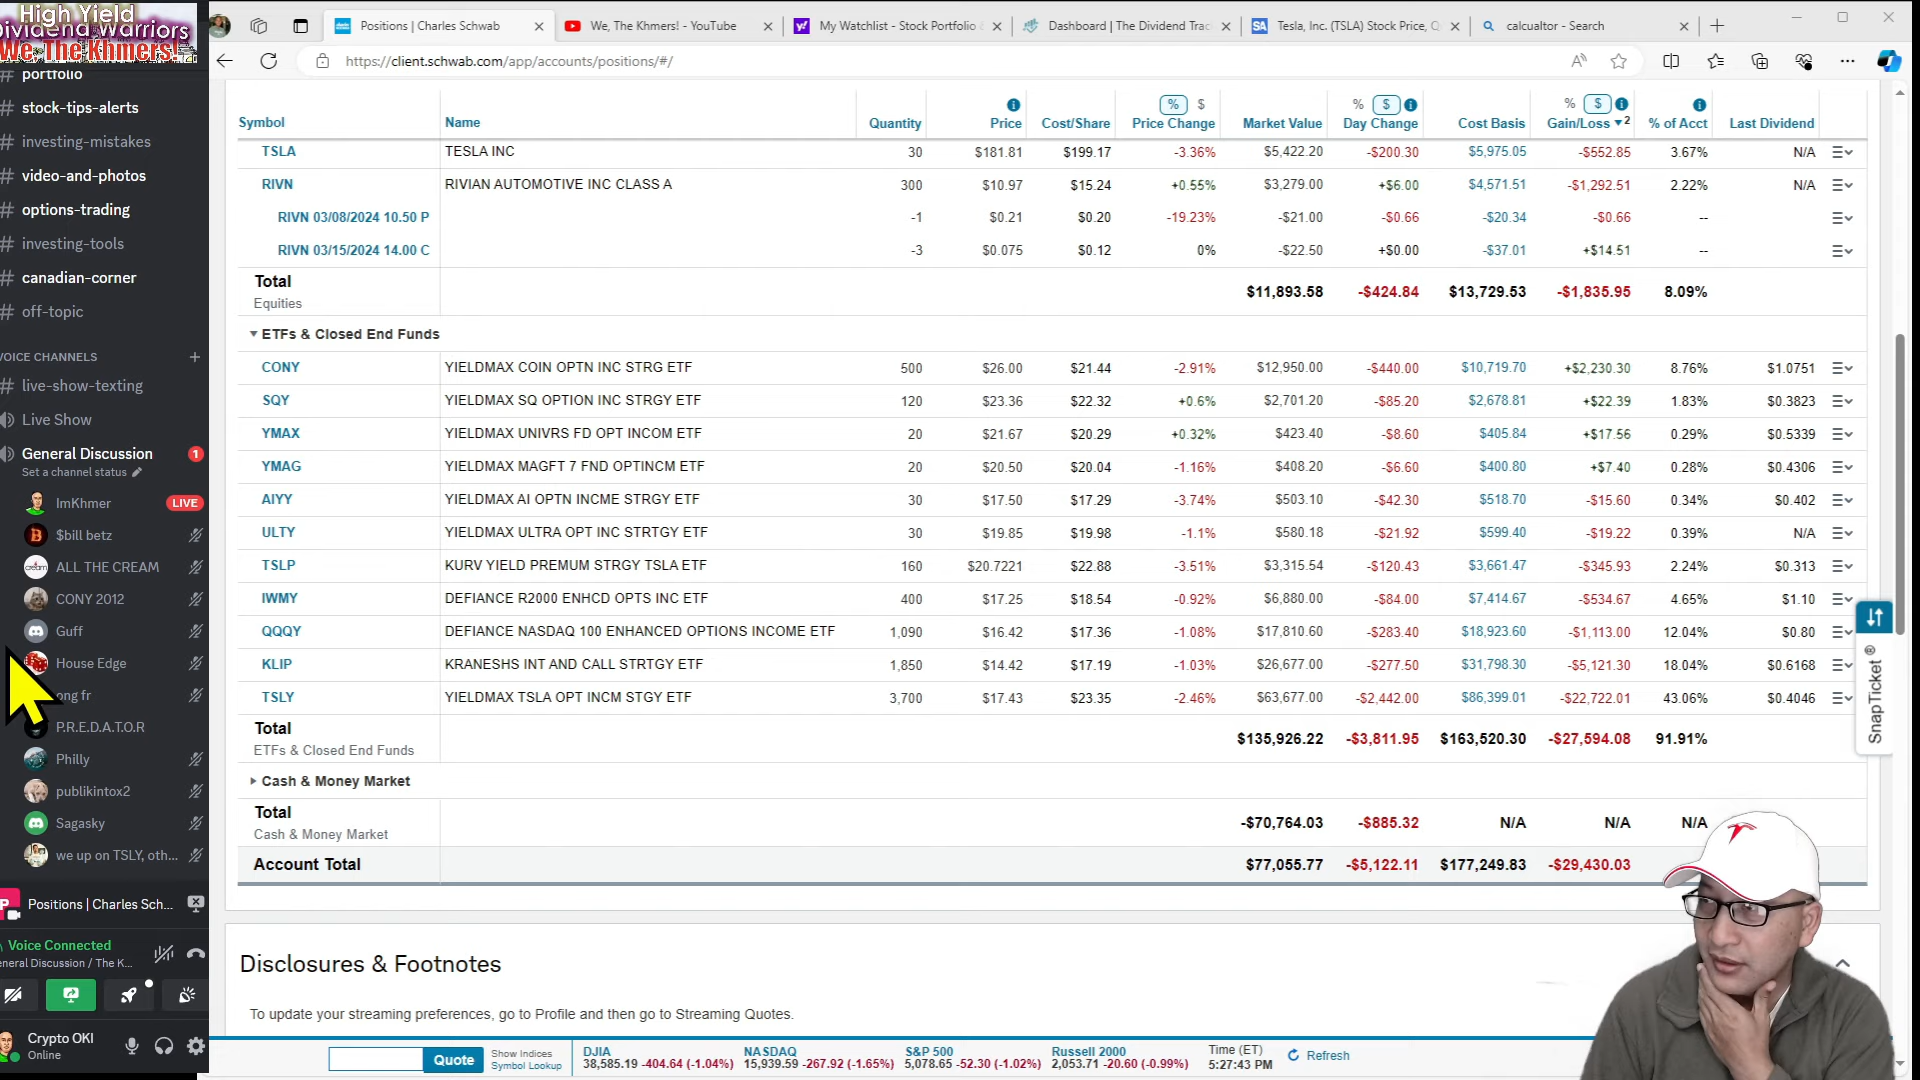 High Yield
Dividend Warriors
We, The Khmers!
# portfolio
# stock-tips-alerts
# investing-mistakes
# video-and-photos
# options-trading
# investing-tools
# canadian-corner
# off-topic
VOICE CHANNELS +
# live-show-texting
Live Show
General Discussion 1
Set a channel status
ImKhmer LIVE
$bill betz
ALL THE CREAM
CONY 2012
Guff
House Edge
ong fr
P.R.E.D.A.T.O.R
Philly
publikintox2
Sagasky
we up on TSLY, oth...
Positions | Charles Sch...
Voice Connected
eneral Discussion / The K...
Crypto OKI
Online
Positions | Charles Schwab
We, The Khmers! - YouTube
My Watchlist - Stock Portfolio
Dashboard | The Dividend Trac
Tesla, Inc. (TSLA) Stock Price, Q
calcualtor - Search
https://client.schwab.com/app/accounts/positions/#/
% $ % $ % $
Symbol Name Quantity Price Cost/Share Price Change Market Value Day Change Cost Basis Gain/Loss ▼2 % of Acct Last Dividend
TSLA TESLA INC 30 $181.81 $199.17 -3.36% $5,422.20 -$200.30 $5,975.05 -$552.85 3.67% N/A
RIVN RIVIAN AUTOMOTIVE INC CLASS A 300 $10.97 $15.24 +0.55% $3,279.00 +$6.00 $4,571.51 -$1,292.51 2.22% N/A
RIVN 03/08/2024 10.50 P -1 $0.21 $0.20 -19.23% -$21.00 -$0.66 -$20.34 -$0.66 --
RIVN 03/15/2024 14.00 C -3 $0.075 $0.12 0% -$22.50 +$0.00 -$37.01 +$14.51 --
Total
Equities $11,893.58 -$424.84 $13,729.53 -$1,835.95 8.09%
ETFs & Closed End Funds
CONY YIELDMAX COIN OPTN INC STRG ETF 500 $26.00 $21.44 -2.91% $12,950.00 -$440.00 $10,719.70 +$2,230.30 8.76% $1.0751
SQY YIELDMAX SQ OPTION INC STRGY ETF 120 $23.36 $22.32 +0.6% $2,701.20 -$85.20 $2,678.81 +$22.39 1.83% $0.3823
YMAX YIELDMAX UNIVRS FD OPT INCOM ETF 20 $21.67 $20.29 +0.32% $423.40 -$8.60 $405.84 +$17.56 0.29% $0.5339
YMAG YIELDMAX MAGFT 7 FND OPTINCM ETF 20 $20.50 $20.04 -1.16% $408.20 -$6.60 $400.80 +$7.40 0.28% $0.4306
AIYY YIELDMAX AI OPTN INCME STRGY ETF 30 $17.50 $17.29 -3.74% $503.10 -$42.30 $518.70 -$15.60 0.34% $0.402
ULTY YIELDMAX ULTRA OPT INC STRTGY ETF 30 $19.85 $19.98 -1.1% $580.18 -$21.92 $599.40 -$19.22 0.39% N/A
TSLP KURV YIELD PREMUM STRGY TSLA ETF 160 $20.7221 $22.88 -3.51% $3,315.54 -$120.43 $3,661.47 -$345.93 2.24% $0.313
IWMY DEFIANCE R2000 ENHCD OPTS INC ETF 400 $17.25 $18.54 -0.92% $6,880.00 -$84.00 $7,414.67 -$534.67 4.65% $1.10
QQQY DEFIANCE NASDAQ 100 ENHANCED OPTIONS INCOME ETF 1,090 $16.42 $17.36 -1.08% $17,810.60 -$283.40 $18,923.60 -$1,113.00 12.04% $0.80
KLIP KRANESHS INT AND CALL STRTGY ETF 1,850 $14.42 $17.19 -1.03% $26,677.00 -$277.50 $31,798.30 -$5,121.30 18.04% $0.6168
TSLY YIELDMAX TSLA OPT INCM STGY ETF 3,700 $17.43 $23.35 -2.46% $63,677.00 -$2,442.00 $86,399.01 -$22,722.01 43.06% $0.4046
Total
ETFs & Closed End Funds $135,926.22 -$3,811.95 $163,520.30 -$27,594.08 91.91%
Cash & Money Market
Total
Cash & Money Market -$70,764.03 -$885.32 N/A N/A N/A
Account Total $77,055.77 -$5,122.11 $177,249.83 -$29,430.03
SnapTicket ®
Disclosures & Footnotes
To update your streaming preferences, go to Profile and then go to Streaming Quotes.
Quote
Show Indices
Symbol Lookup
DJIA
38,585.19 -404.64 (-1.04%)
NASDAQ
15,939.59 -267.92 (-1.65%)
S&P 500
5,078.65 -52.30 (-1.02%)
Russell 2000
2,053.71 -20.60 (-0.99%)
Time (ET)
5:27:43 PM
Refresh